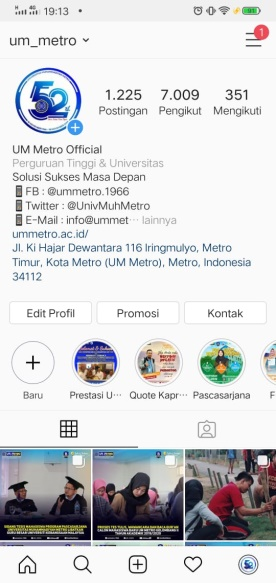 19:13
um_metro
1
52
1.225
7.009
351
Postingan
Pengikut
Mengikuti
UM Metro Official
Perguruan Tinggi & Universitas
Solusi Sukses Masa Depan
FB : @ummetro.1966
Twitter : @UnivMuhMetro
E-Mail : info@ummet… lainnya
ummetro.ac.id/
Jl. Ki Hajar Dewantara 116 Iringmulyo, Metro
Timur, Kota Metro (UM Metro), Metro, Indonesia
34112
Edit Profil
Promosi
Kontak
Baru
Prestasi U…
Quote Kapr…
Pascasarjana
F